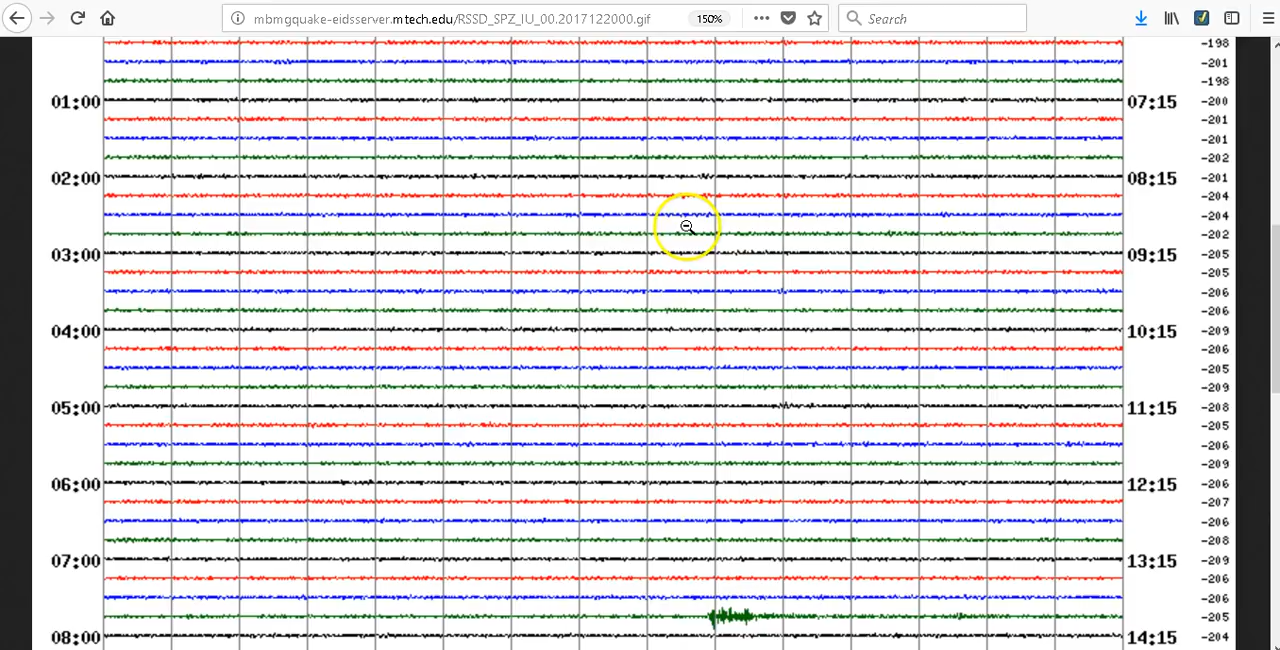 mbmgquake-eidsserver.mtech.edu/RSSD_SPZ_IU_00.2017122000.gif 150% Search
-198
-201
-198
01:00 07:15 -200
-201
-201
-202
02:00 08:15 -201
-204
-204
-202
03:00 09:15 -205
-205
-206
-206
04:00 10:15 -209
-206
-205
-209
05:00 11:15 -208
-205
-206
-209
06:00 12:15 -206
-207
-206
-208
07:00 13:15 -209
-206
-206
-205
08:00 14:15 -204